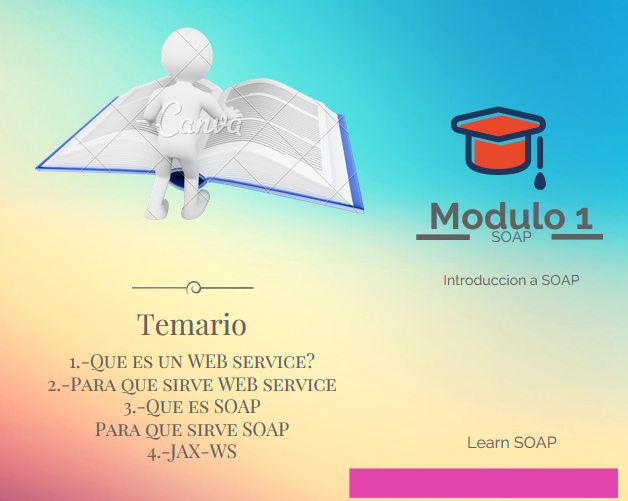 Canva
Temario
1.-Que es un WEB service?
2.-Para que sirve WEB service
3.-Que es SOAP
Para que sirve SOAP
4.-JAX-WS
Modulo 1
SOAP
Introduccion a SOAP
Learn SOAP